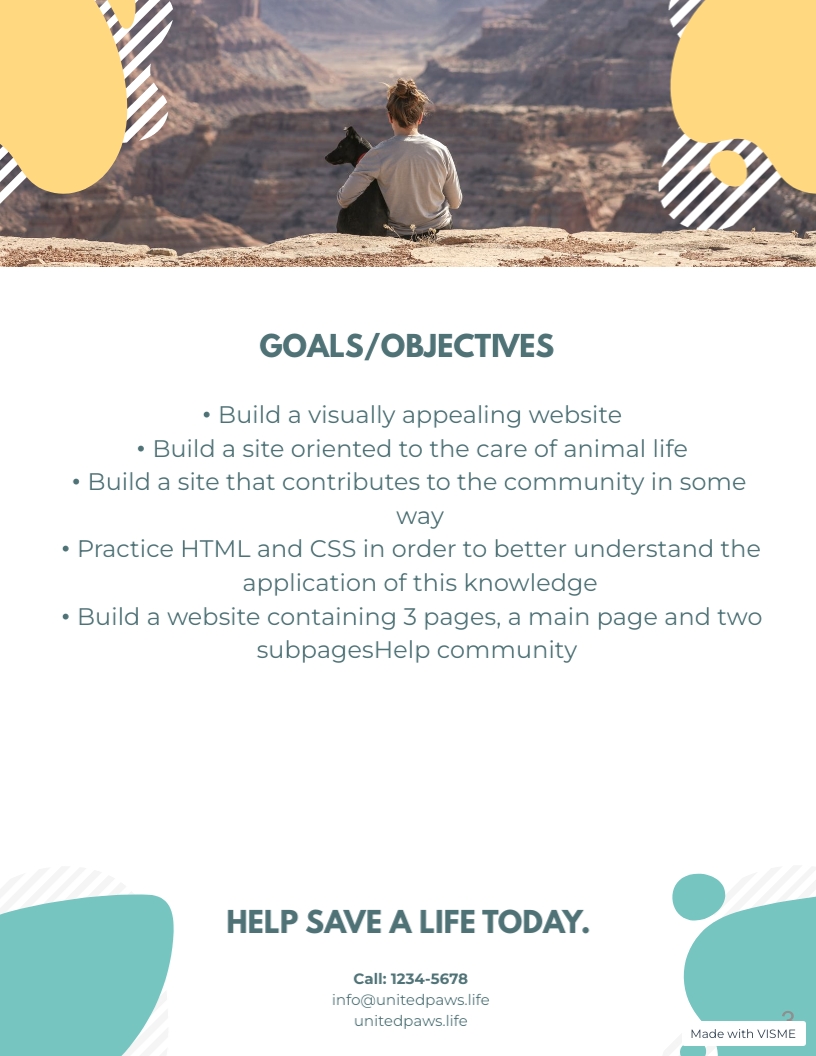 GOALS/OBJECTIVES
• Build a visually appealing website
• Build a site oriented to the care of animal life
• Build a site that contributes to the community in some
way
• Practice HTML and CSS in order to better understand the
application of this knowledge
• Build a website containing 3 pages, a main page and two
subpagesHelp community
HELP SAVE A LIFE TODAY.
Call: 1234-5678
info@unitedpaws.life
unitedpaws.life
3
Made with VISME